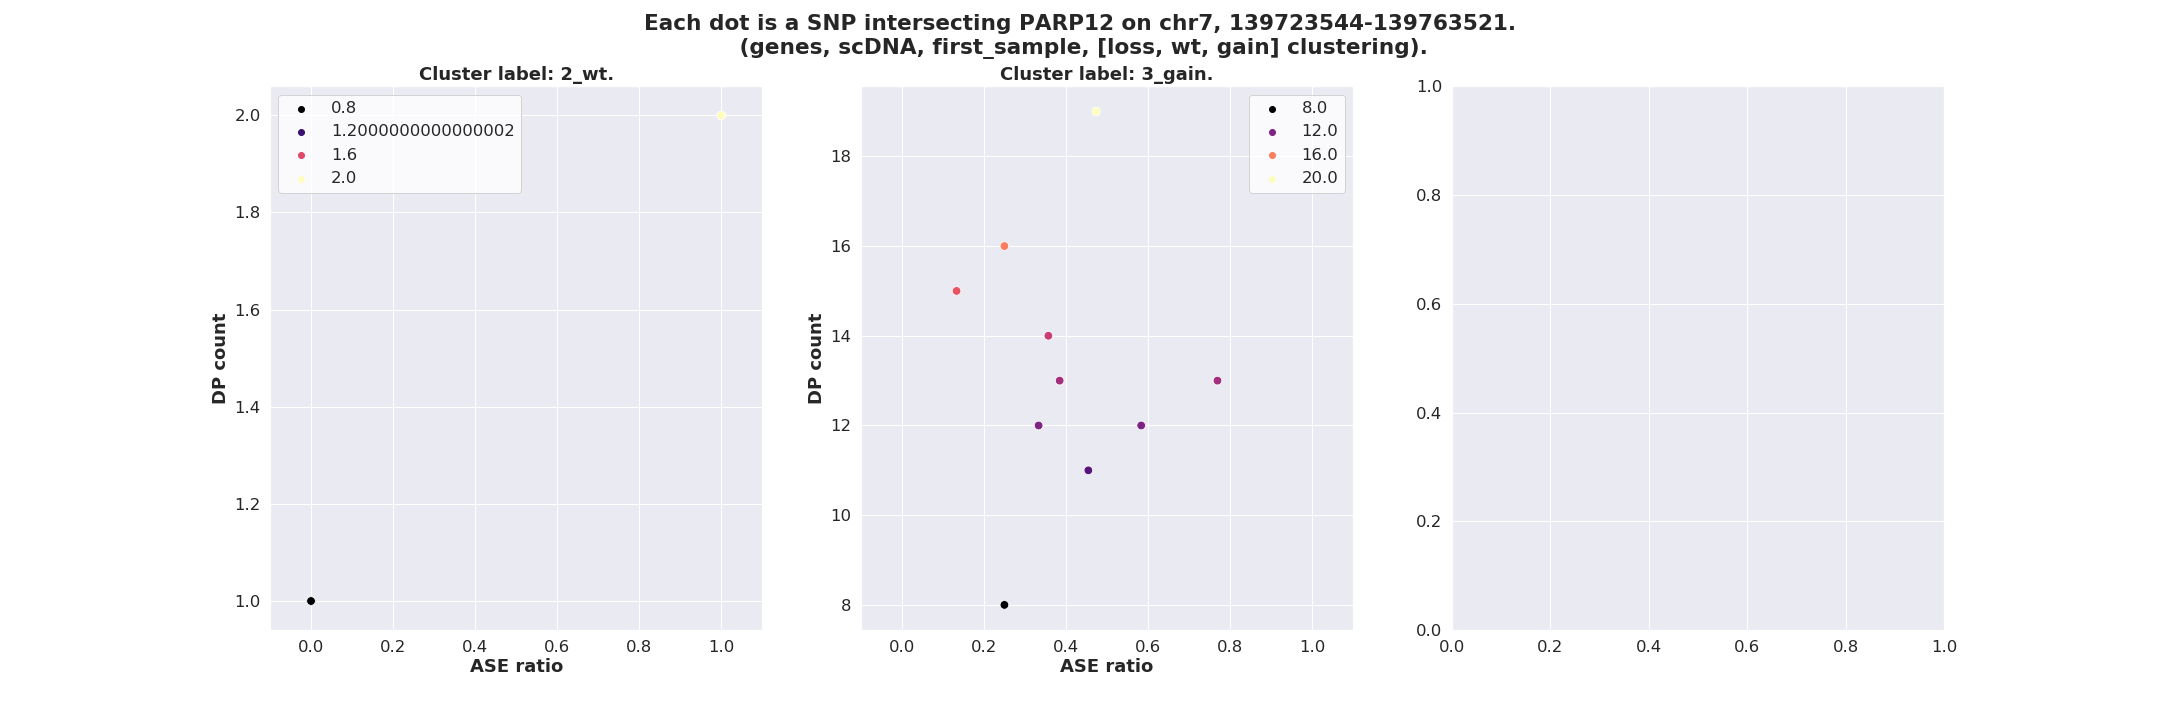 Each dot is a SNP intersecting PARP12 on chr7, 139723544-139763521.
(genes, scDNA, first_sample, [loss, wt, gain] clustering).
Cluster label: 2_wt.
0.8
1.2000000000000002
1.6
2.0
2.0
1.8
1.6
1.4
1.2
1.0
DP count
0.0 0.2 0.4 0.6 0.8 1.0
ASE ratio
Cluster label: 3_gain.
8.0
12.0
16.0
20.0
18
16
14
12
10
8
DP count
0.0 0.2 0.4 0.6 0.8 1.0
ASE ratio
1.0
0.8
0.6
0.4
0.2
0.0
0.0 0.2 0.4 0.6 0.8 1.0